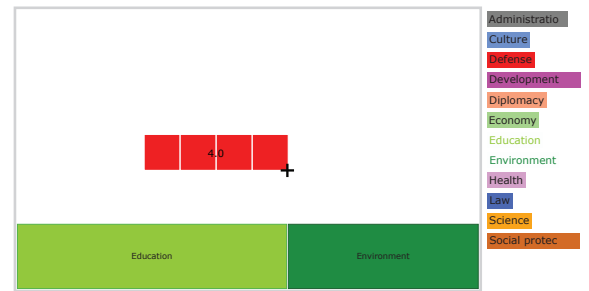 Administratio
Culture
Defense
Development
Diplomacy
Economy
Education
Environment
Health
Law
Science
Social protec
4.0
Education
Environment